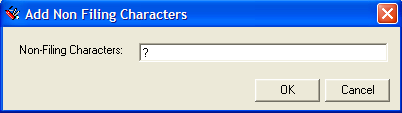 Add Non Filing Characters
Non-Filing Characters: ?
OK Cancel